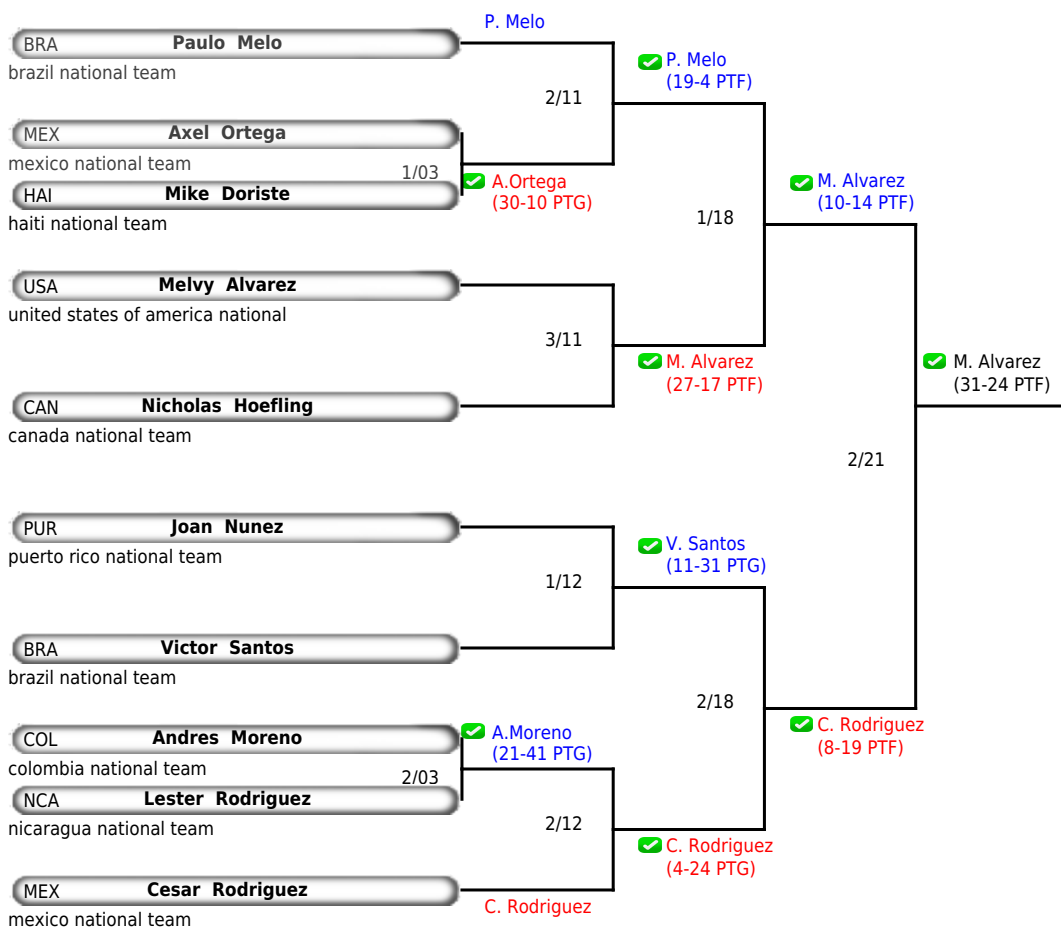 P. Melo
BRA Paulo Melo
brazil national team
P. Melo
(19-4 PTF)
2/11
MEX Axel Ortega
mexico national team
1/03
HAI Mike Doriste
haiti national team
A.Ortega
(30-10 PTG)
M. Alvarez
(10-14 PTF)
1/18
USA Melvy Alvarez
united states of america national
3/11
M. Alvarez
(27-17 PTF)
M. Alvarez
(31-24 PTF)
CAN Nicholas Hoefling
canada national team
2/21
PUR Joan Nunez
puerto rico national team
V. Santos
(11-31 PTG)
1/12
BRA Victor Santos
brazil national team
2/18
COL Andres Moreno
colombia national team
A.Moreno
(21-41 PTG)
C. Rodriguez
(8-19 PTF)
2/03
NCA Lester Rodriguez
nicaragua national team
2/12
C. Rodriguez
(4-24 PTG)
MEX Cesar Rodriguez
mexico national team
C. Rodriguez